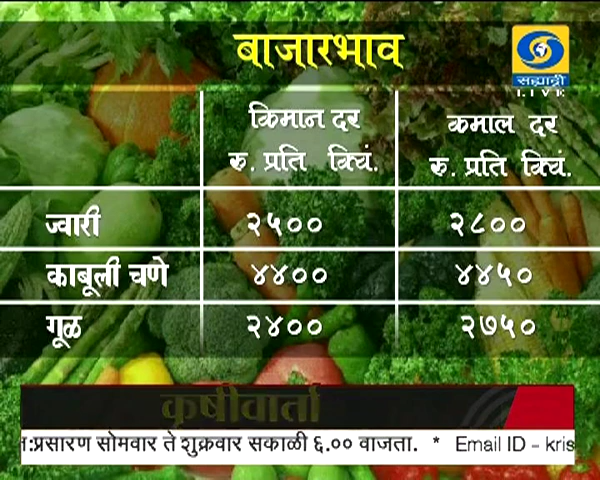 बाजारभाव
सह्याद्री
LIVE
किमान दर
रु. प्रति क्विं.
कमाल दर
रु. प्रति क्विं.
ज्वारी २५०० २८००
काबूली चणे ४४०० ४४५०
गूळ २४०० २७५०
कृषीवार्ता
न:प्रसारण सोमवार ते शुक्रवार सकाळी ६.०० वाजता. * Email ID - kris